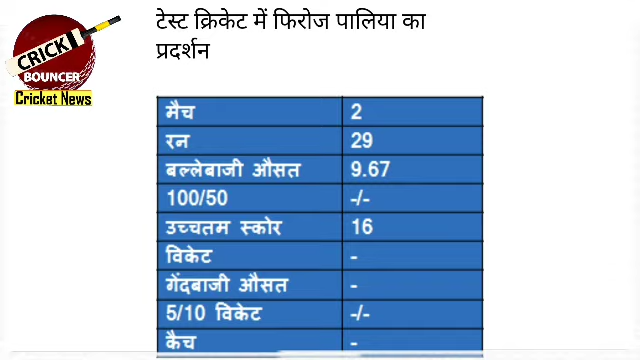 CRICK
BOUNCER
Cricket News
टेस्ट क्रिकेट में फिरोज पालिया का
प्रदर्शन
मैच 2
रन 29
बल्लेबाजी औसत 9.67
100/50 -/-
उच्चतम स्कोर 16
विकेट -
गेंदबाजी औसत -
5/10 विकेट -/-
कैच -